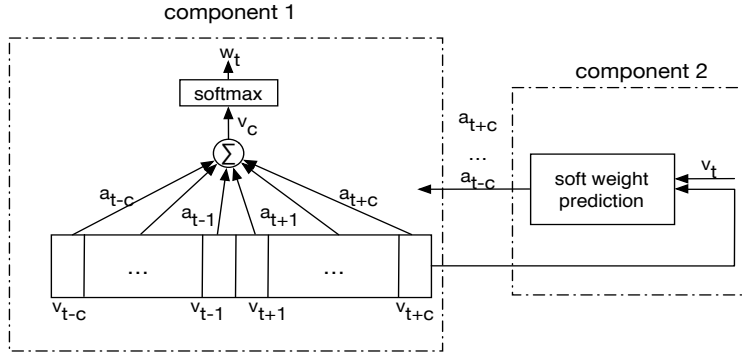 component 1
w_t
softmax
v_c
Σ
a_{t-c}
a_{t-1}
a_{t+1}
a_{t+c}
...
...
v_{t-c}
v_{t-1}
v_{t+1}
v_{t+c}
component 2
a_{t+c}
...
a_{t-c}
soft weight
prediction
v_t